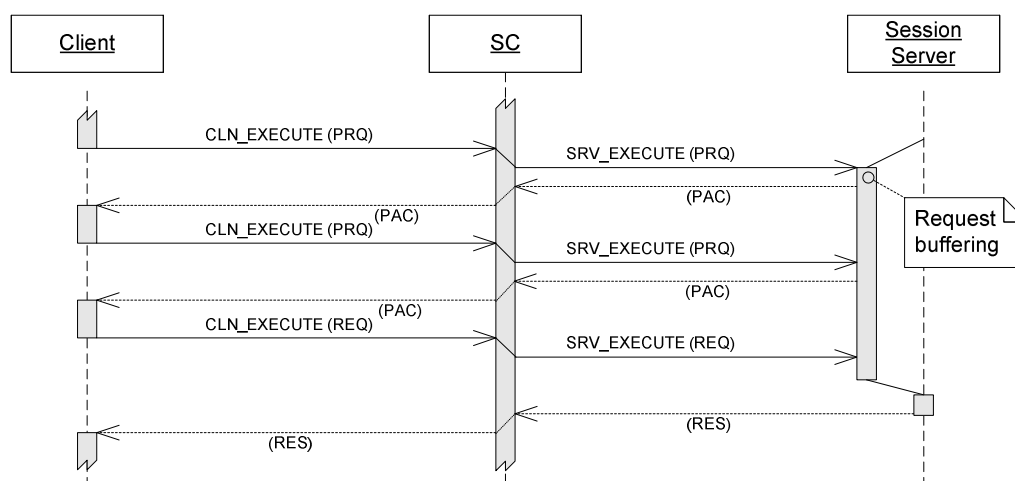 Client
SC
Session
Server
CLN_EXECUTE (PRQ)
SRV_EXECUTE (PRQ)
(PAC)
(PAC)
CLN_EXECUTE (PRQ)
Request
buffering
SRV_EXECUTE (PRQ)
(PAC)
(PAC)
CLN_EXECUTE (REQ)
SRV_EXECUTE (REQ)
(RES)
(RES)